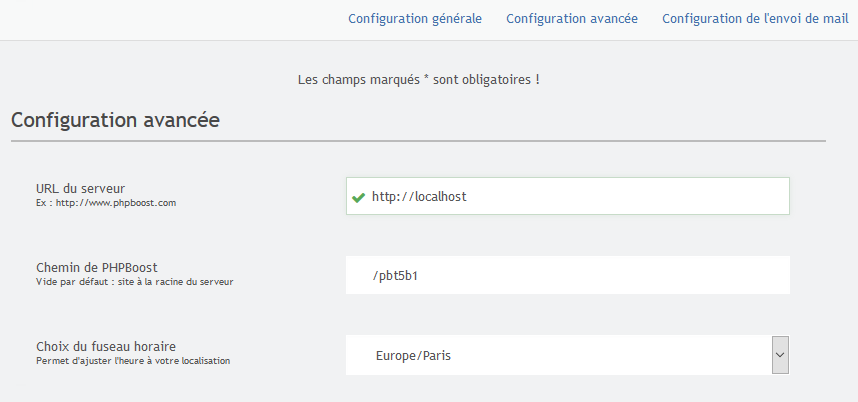 Configuration générale Configuration avancée Configuration de l'envoi de mail
Les champs marqués * sont obligatoires !
Configuration avancée
URL du serveur
Ex : http://www.phpboost.com
http://localhost
Chemin de PHPBoost
Vide par défaut : site à la racine du serveur
/pbt5b1
Choix du fuseau horaire
Permet d'ajuster l'heure à votre localisation
Europe/Paris